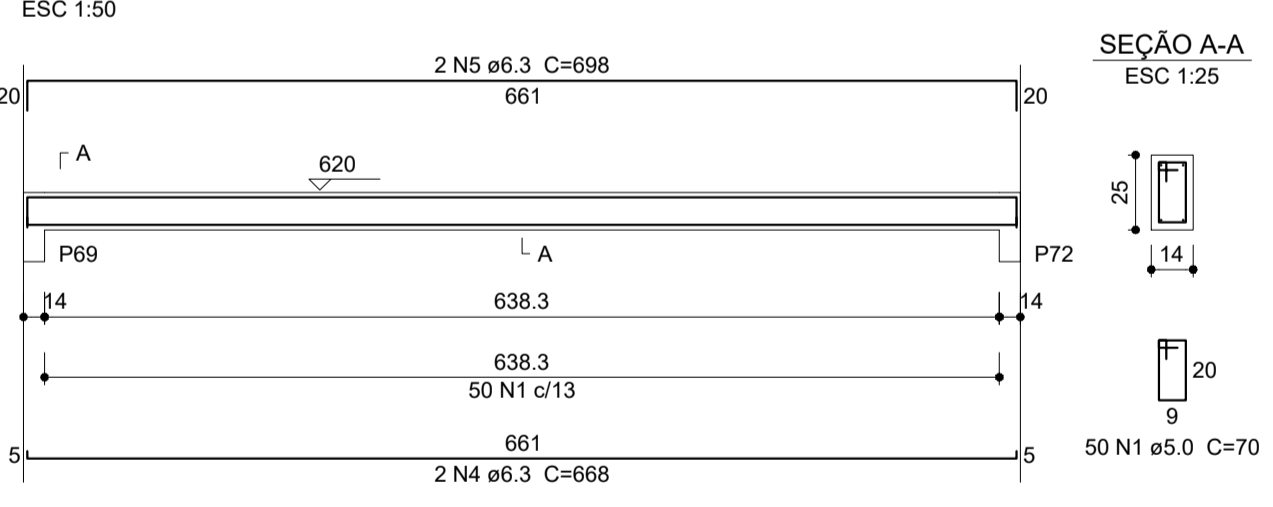 ESC 1:50
SEÇÃO A-A
ESC 1:25
2 N5 ø6.3 C=698
20
661
20
A
620
25
P69
A
P72
14
14
638.3
14
638.3
50 N1 c/13
20
9
661
5
5
50 N1 ø5.0 C=70
2 N4 ø6.3 C=668